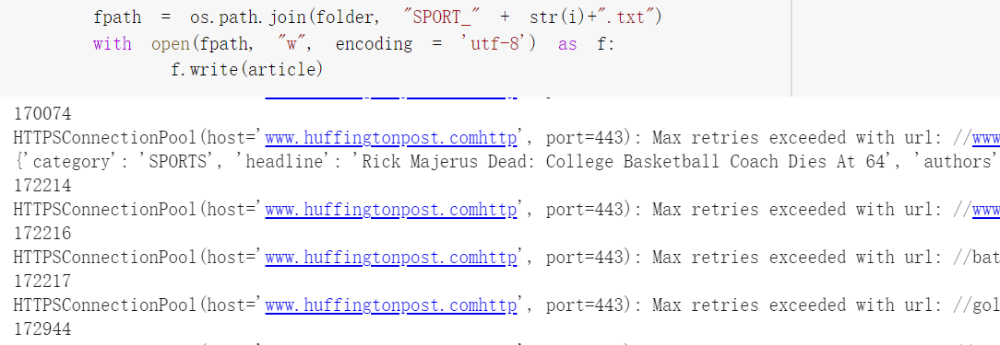 fpath = os.path.join(folder, "SPORT_" + str(i)+".txt")
with open(fpath, "w", encoding = 'utf-8') as f:
f.write(article)
170074
HTTPSConnectionPool(host='www.huffingtonpost.comhttp', port=443): Max retries exceeded with url: //www
{'category': 'SPORTS', 'headline': 'Rick Majerus Dead: College Basketball Coach Dies At 64', 'authors'
172214
HTTPSConnectionPool(host='www.huffingtonpost.comhttp', port=443): Max retries exceeded with url: //www
172216
HTTPSConnectionPool(host='www.huffingtonpost.comhttp', port=443): Max retries exceeded with url: //bat
172217
HTTPSConnectionPool(host='www.huffingtonpost.comhttp', port=443): Max retries exceeded with url: //gol
172944